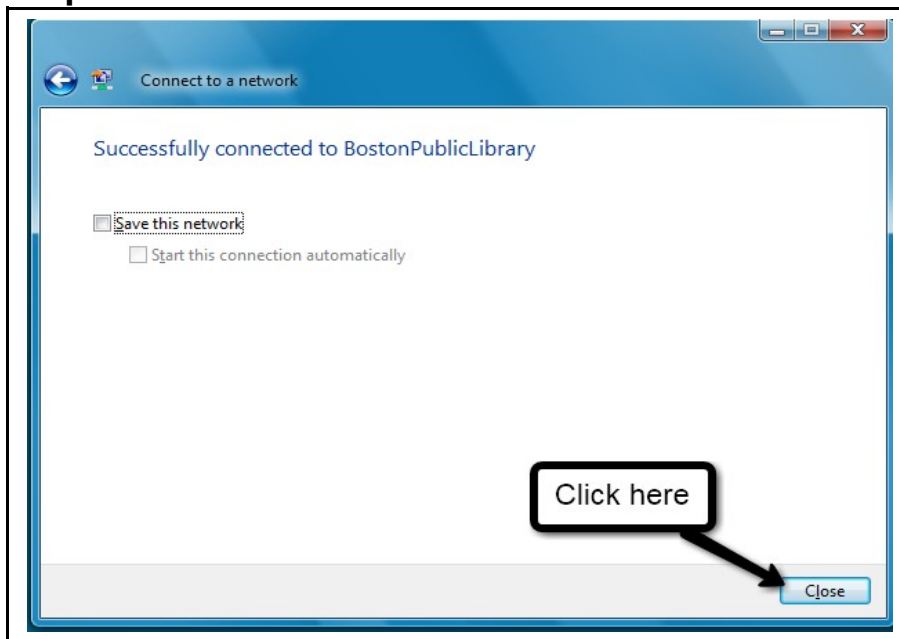 Connect to a network
Successfully connected to BostonPublicLibrary
Save this network
Start this connection automatically
Click here
Close